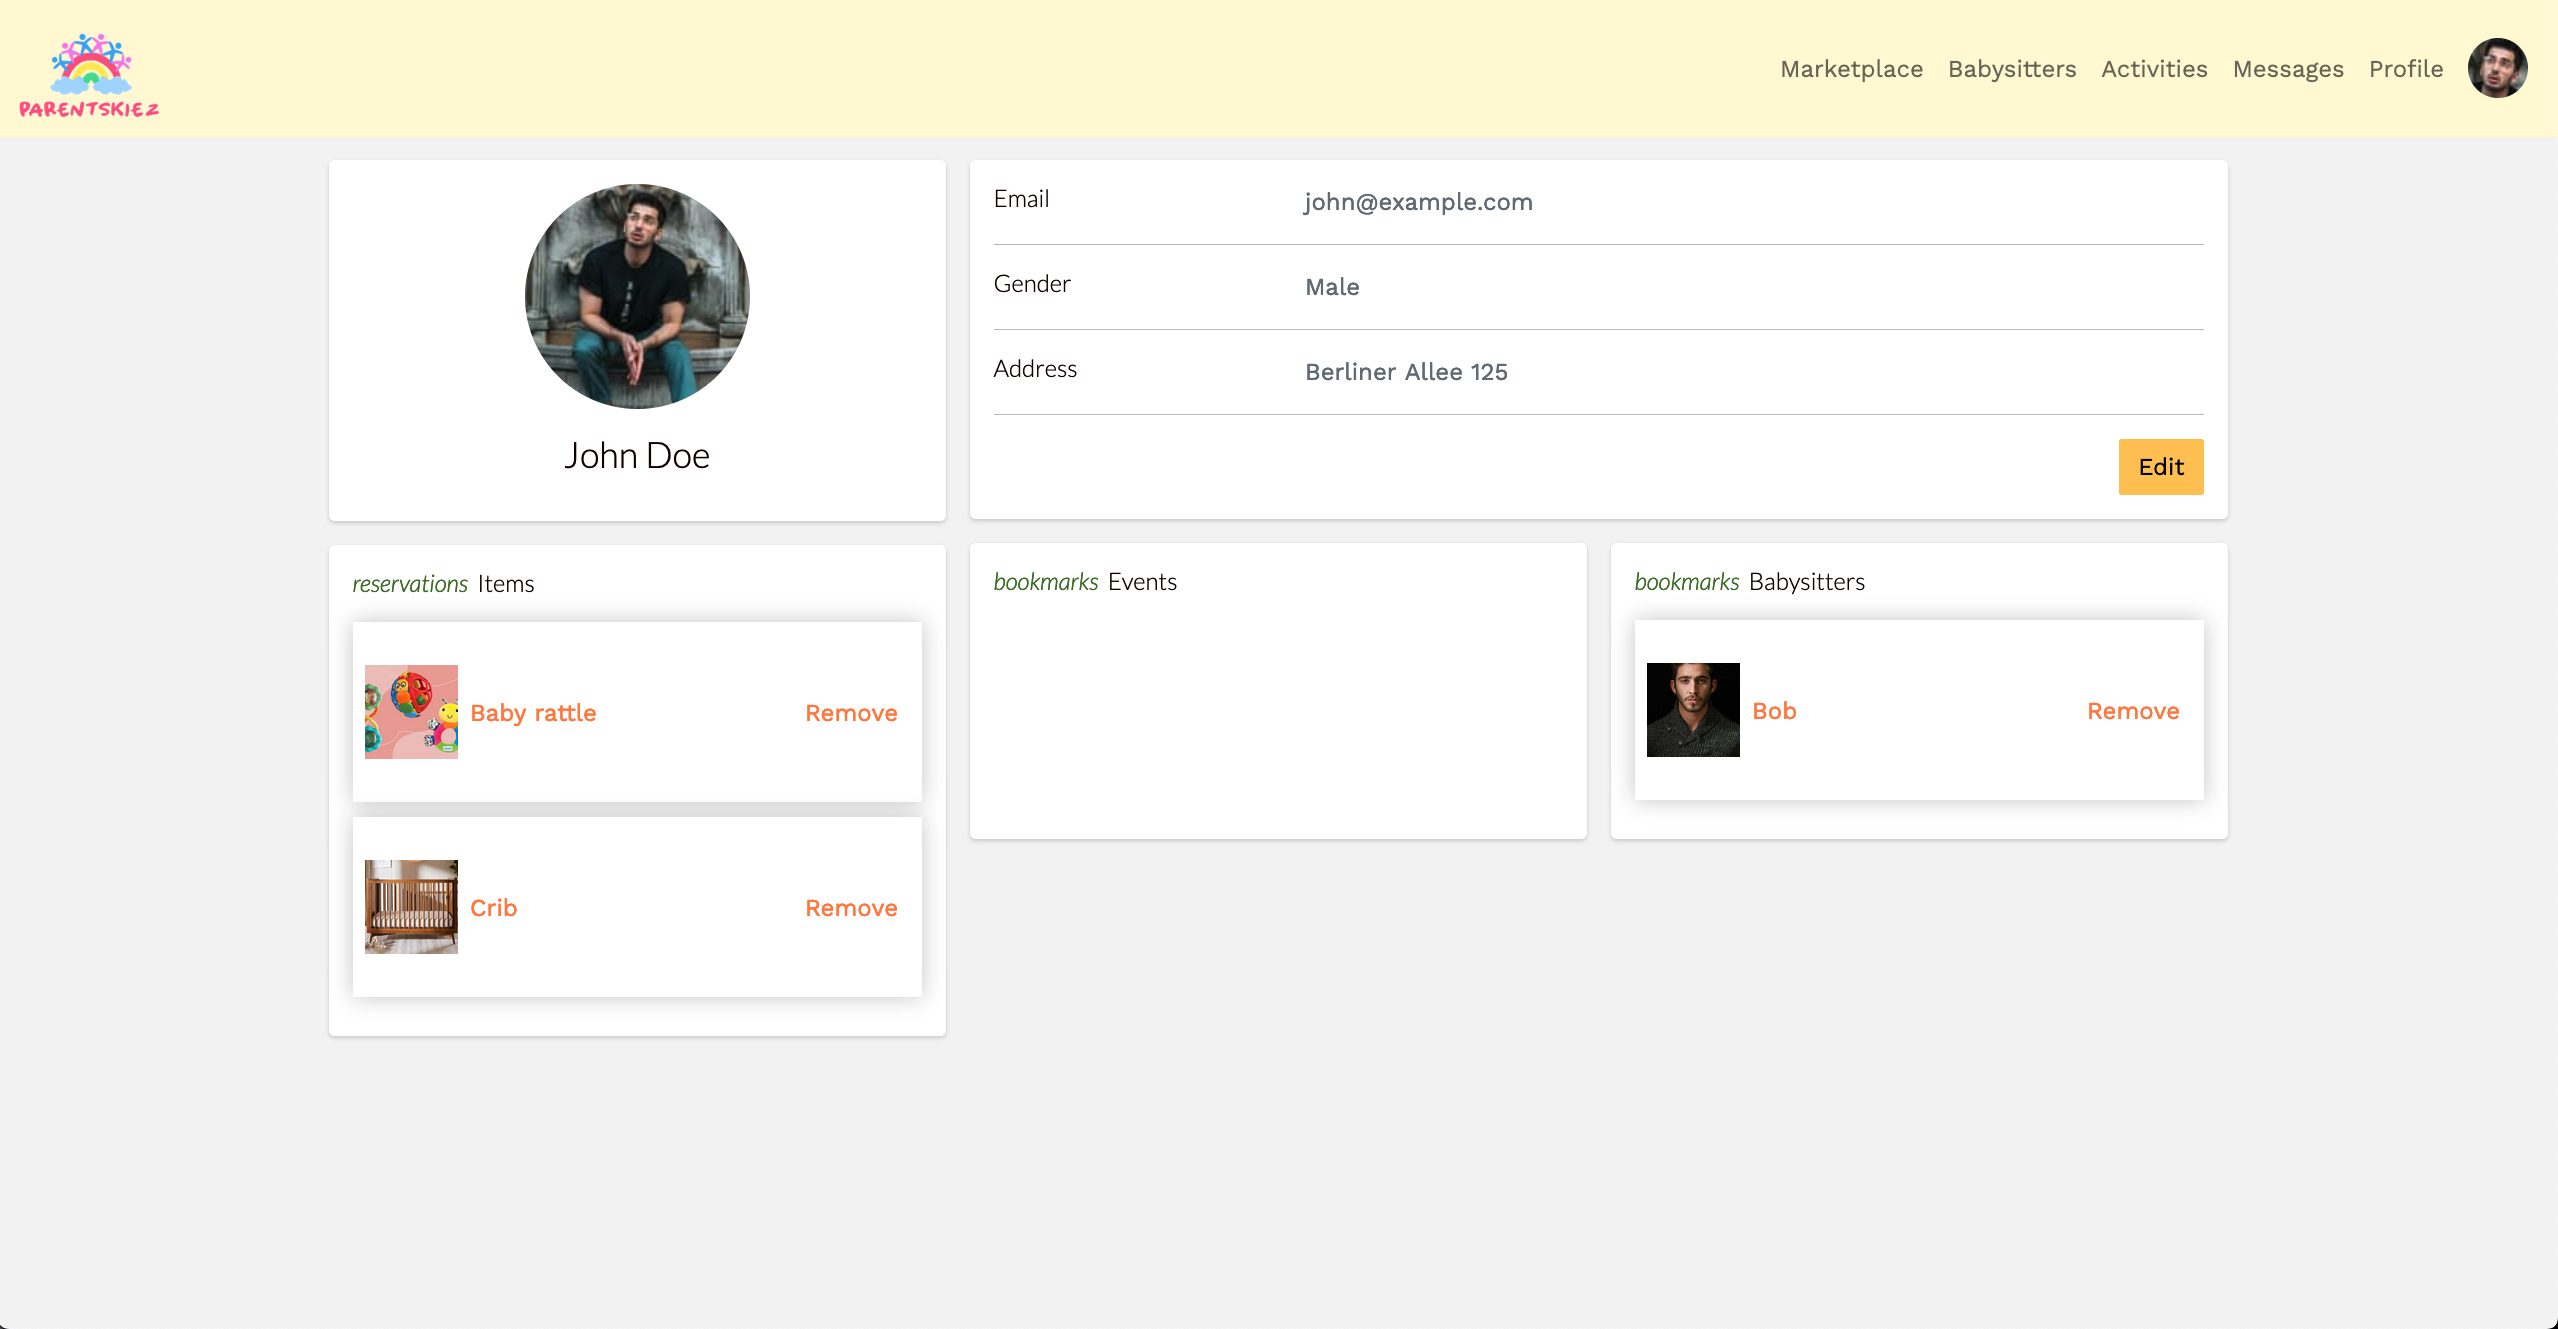 PARENTSKIEZ
Marketplace Babysitters Activities Messages Profile
John Doe
Email john@example.com
Gender Male
Address Berliner Allee 125
Edit
reservations Items
Baby rattle Remove
Crib Remove
bookmarks Events
bookmarks Babysitters
Bob Remove